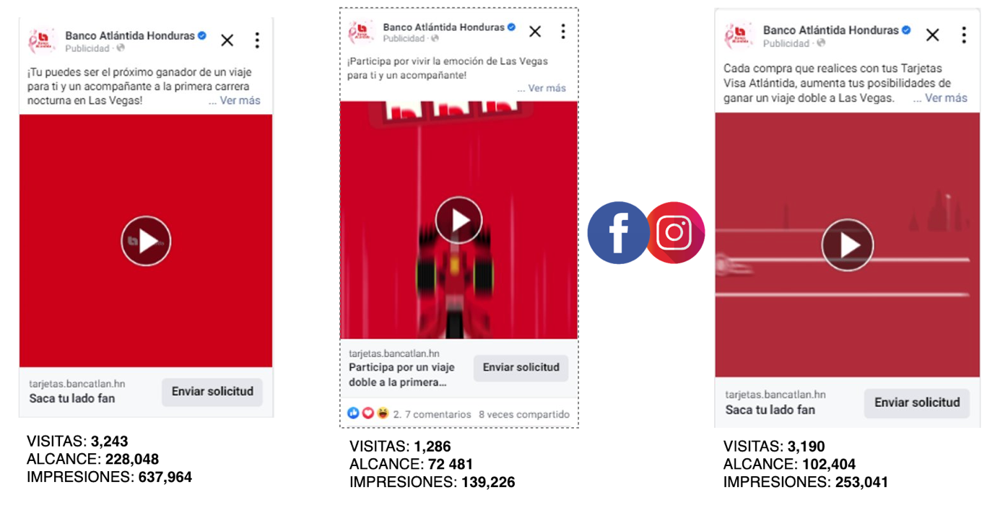 Banco Atlántida Honduras
Publicidad ·
¡Tu puedes ser el próximo ganador de un viaje
para ti y un acompañante a la primera carrera
nocturna en Las Vegas! ... Ver más
tarjetas.bancatlan.hn
Saca tu lado fan
Enviar solicitud
VISITAS: 3,243
ALCANCE: 228,048
IMPRESIONES: 637,964
Banco Atlántida Honduras
Publicidad ·
¡Participa por vivir la emoción de Las Vegas
para ti y un acompañante!
... Ver más
tarjetas.bancatlan.hn
Participa por un viaje
doble a la primera...
Enviar solicitud
2. 7 comentarios 8 veces compartido
VISITAS: 1,286
ALCANCE: 72 481
IMPRESIONES: 139,226
Banco Atlántida Honduras
Publicidad ·
Cada compra que realices con tus Tarjetas
Visa Atlántida, aumenta tus posibilidades de
ganar un viaje doble a Las Vegas. ... Ver más
tarjetas.bancatlan.hn
Saca tu lado fan
Enviar solicitud
VISITAS: 3,190
ALCANCE: 102,404
IMPRESIONES: 253,041